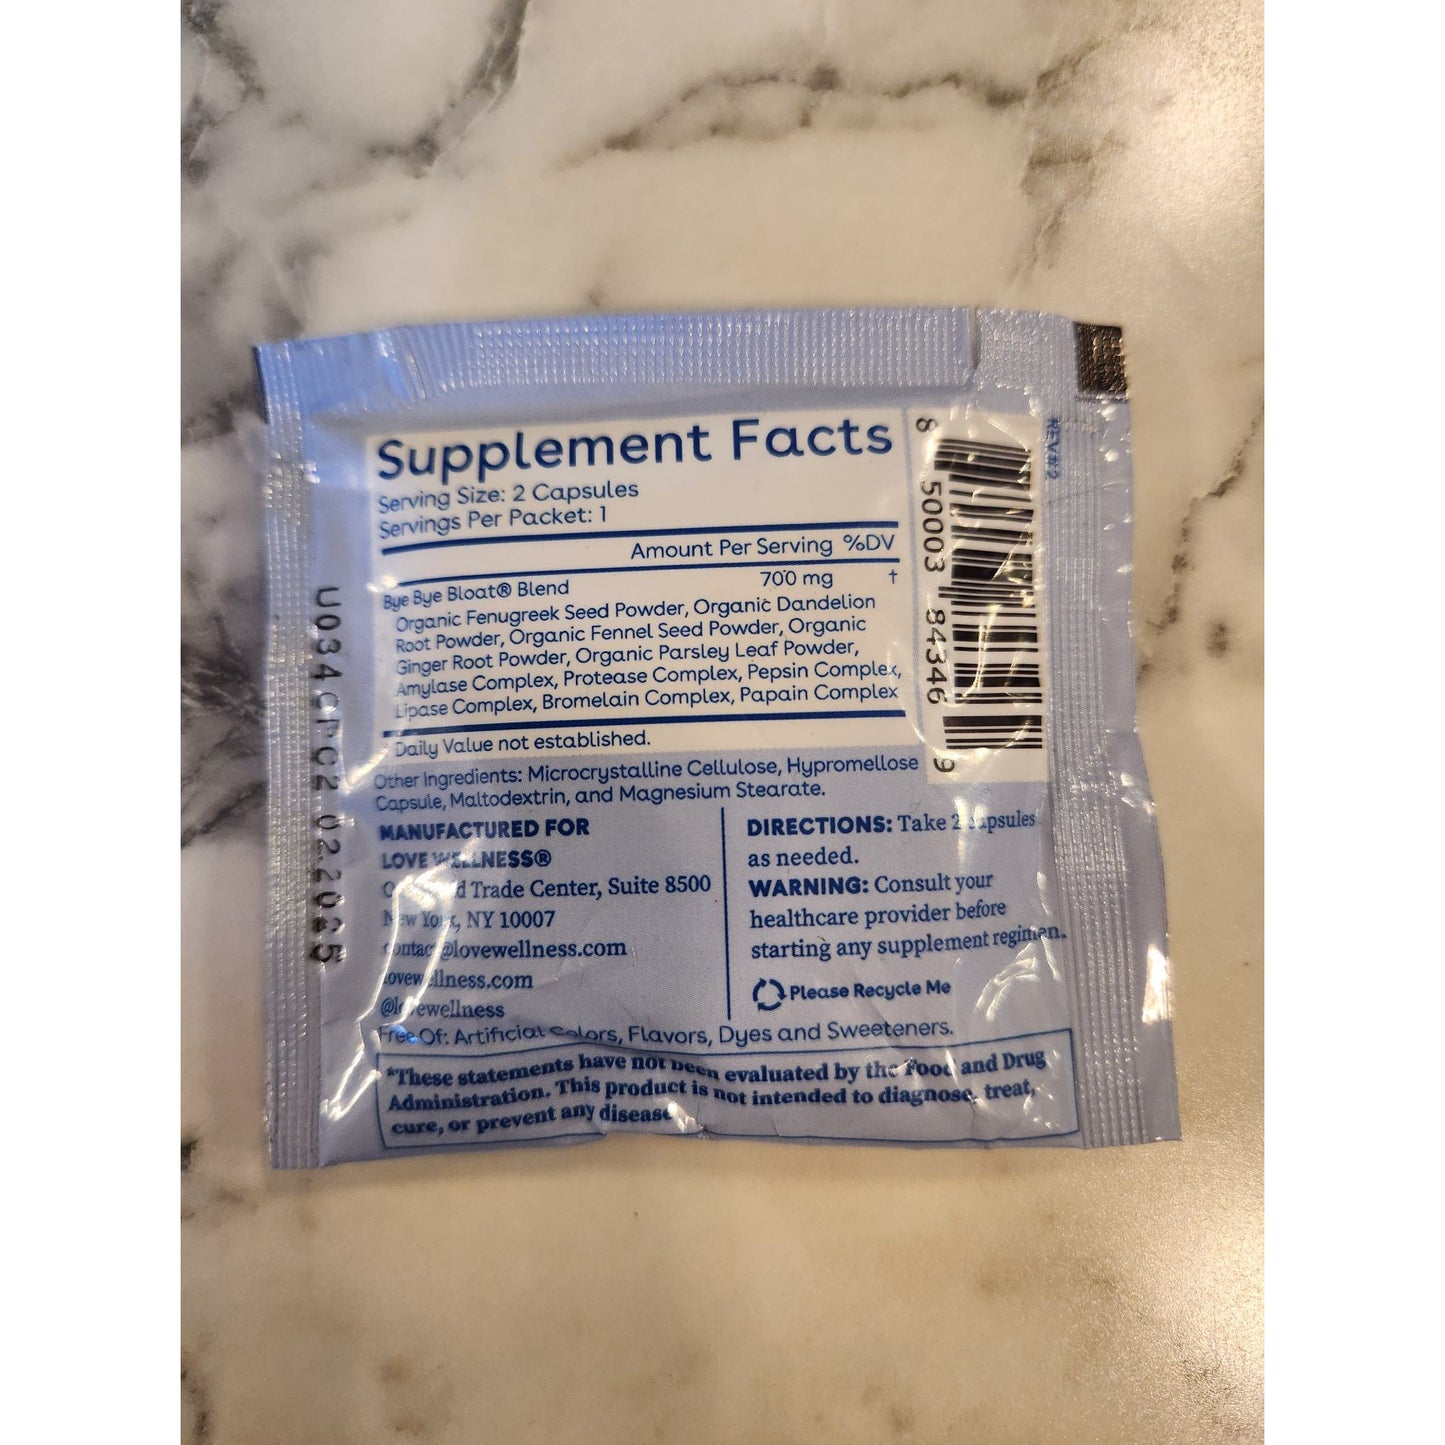 Supplement Facts
Serving Size: 2 Capsules
Servings Per Packet: 1
Amount Per Serving %DV
Bye Bye Bloat® Blend 700 mg †
Organic Fenugreek Seed Powder, Organic Dandelion
Root Powder, Organic Fennel Seed Powder, Organic
Ginger Root Powder, Organic Parsley Leaf Powder,
Amylase Complex, Protease Complex, Pepsin Complex,
Lipase Complex, Bromelain Complex, Papain Complex
Daily Value not established.
Other Ingredients: Microcrystalline Cellulose, Hypromellose
Capsule, Maltodextrin, and Magnesium Stearate.
MANUFACTURED FOR
LOVE WELLNESS®
Trade Center, Suite 8500
New York, NY 10007
contact@lovewellness.com
lovewellness.com
@lovewellness
DIRECTIONS: Take 2 Capsules
as needed.
WARNING: Consult your
healthcare provider before
starting any supplement regimen.
Please Recycle Me
Free Of: Artificial Colors, Flavors, Dyes and Sweeteners.
*These statements have not been evaluated by the Food and Drug
Administration. This product is not intended to diagnose, treat,
cure, or prevent any disease
8 50003 84346 9